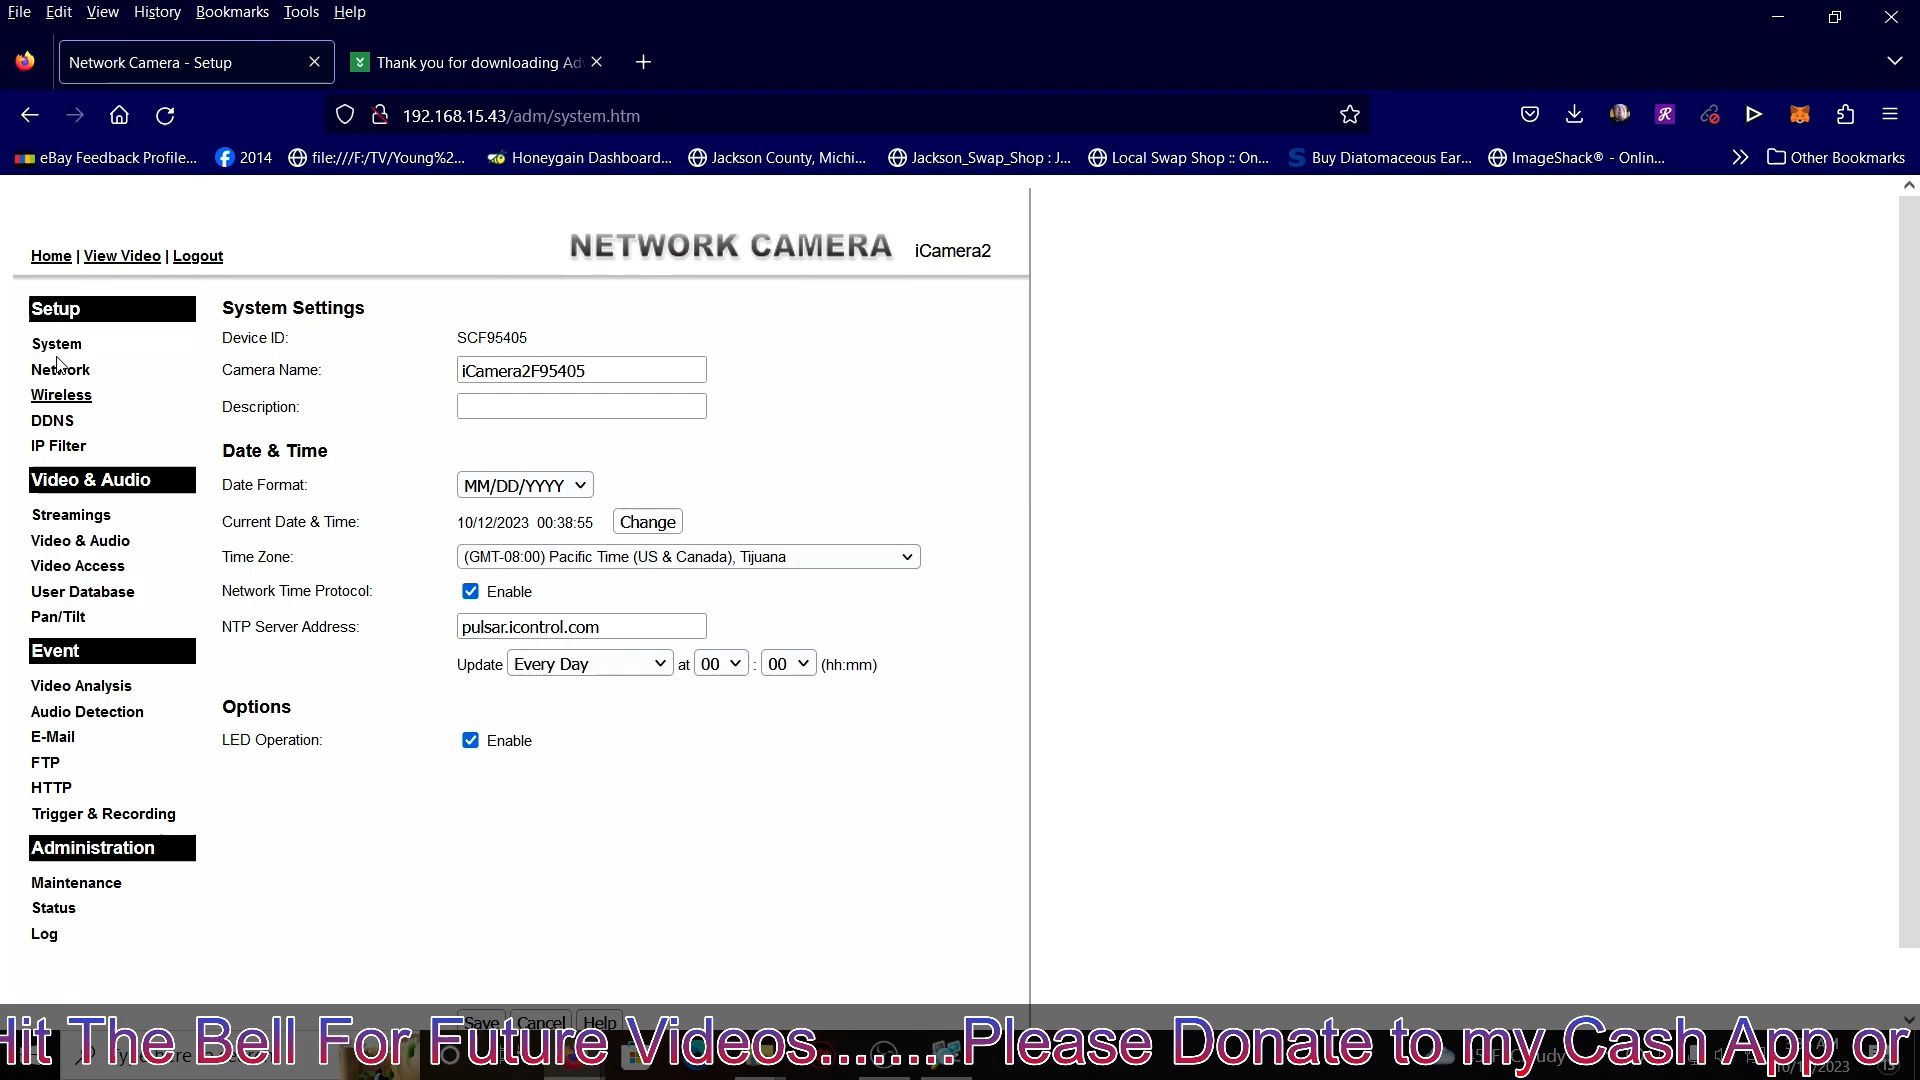 File Edit View History Bookmarks Tools Help
Network Camera - Setup
Thank you for downloading Adv
192.168.15.43/adm/system.htm
eBay Feedback Profile... 2014 file:///F:/TV/Young%2... Honeygain Dashboard... Jackson County, Michi... Jackson_Swap_Shop : J... Local Swap Shop :: On... Buy Diatomaceous Ear... ImageShack® - Onlin... Other Bookmarks
Home | View Video | Logout
NETWORK CAMERA iCamera2
Setup
System
Network
Wireless
DDNS
IP Filter
Video & Audio
Streamings
Video & Audio
Video Access
User Database
Pan/Tilt
Event
Video Analysis
Audio Detection
E-Mail
FTP
HTTP
Trigger & Recording
Administration
Maintenance
Status
Log
System Settings
Device ID: SCF95405
Camera Name: iCamera2F95405
Description:
Date & Time
Date Format: MM/DD/YYYY
Current Date & Time: 10/12/2023 00:38:55 Change
Time Zone: (GMT-08:00) Pacific Time (US & Canada), Tijuana
Network Time Protocol: Enable
NTP Server Address: pulsar.icontrol.com
Update Every Day at 00 : 00 (hh:mm)
Options
LED Operation: Enable
Save Cancel Help
Hit The Bell For Future Videos........ Please Donate to my Cash App or